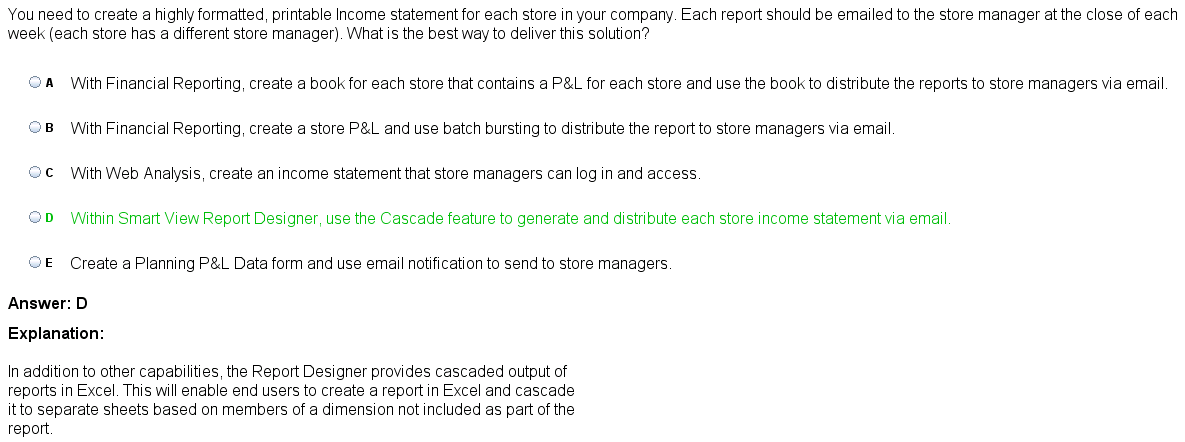 You need to create a highly formatted, printable Income statement for each store in your company. Each report should be emailed to the store manager at the close of each
week (each store has a different store manager). What is the best way to deliver this solution?
A With Financial Reporting, create a book for each store that contains a P&L for each store and use the book to distribute the reports to store managers via email.
B With Financial Reporting, create a store P&L and use batch bursting to distribute the report to store managers via email.
C With Web Analysis, create an income statement that store managers can log in and access.
D Within Smart View Report Designer, use the Cascade feature to generate and distribute each store income statement via email.
E Create a Planning P&L Data form and use email notification to send to store managers.
Answer: D
Explanation:
In addition to other capabilities, the Report Designer provides cascaded output of
reports in Excel. This will enable end users to create a report in Excel and cascade
it to separate sheets based on members of a dimension not included as part of the
report.